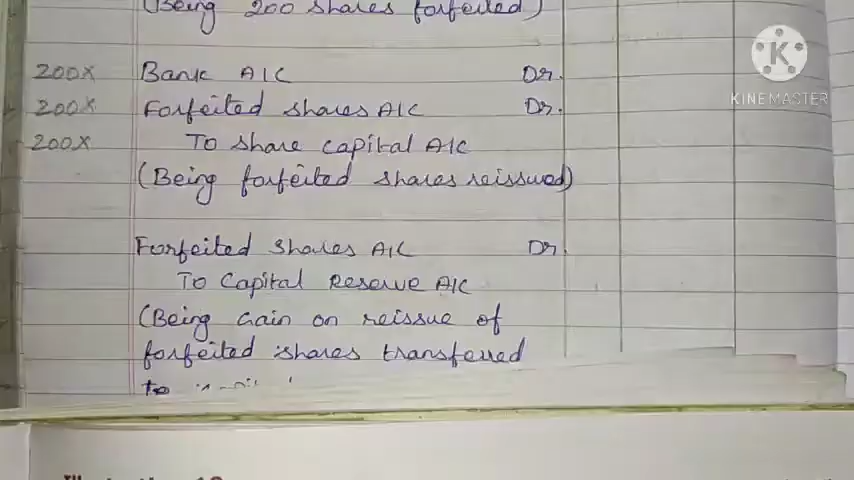 (Being 200 shares forfeited)
200x Bank A/C Dr.
200x Forfeited shares A/C Dr.
200x To share capital A/C
(Being forfeited shares reissued)
Forfeited shares A/C Dr.
To Capital Reserve A/C
(Being Gain on reissue of
forfeited shares transferred
to
K
KINEMASTER